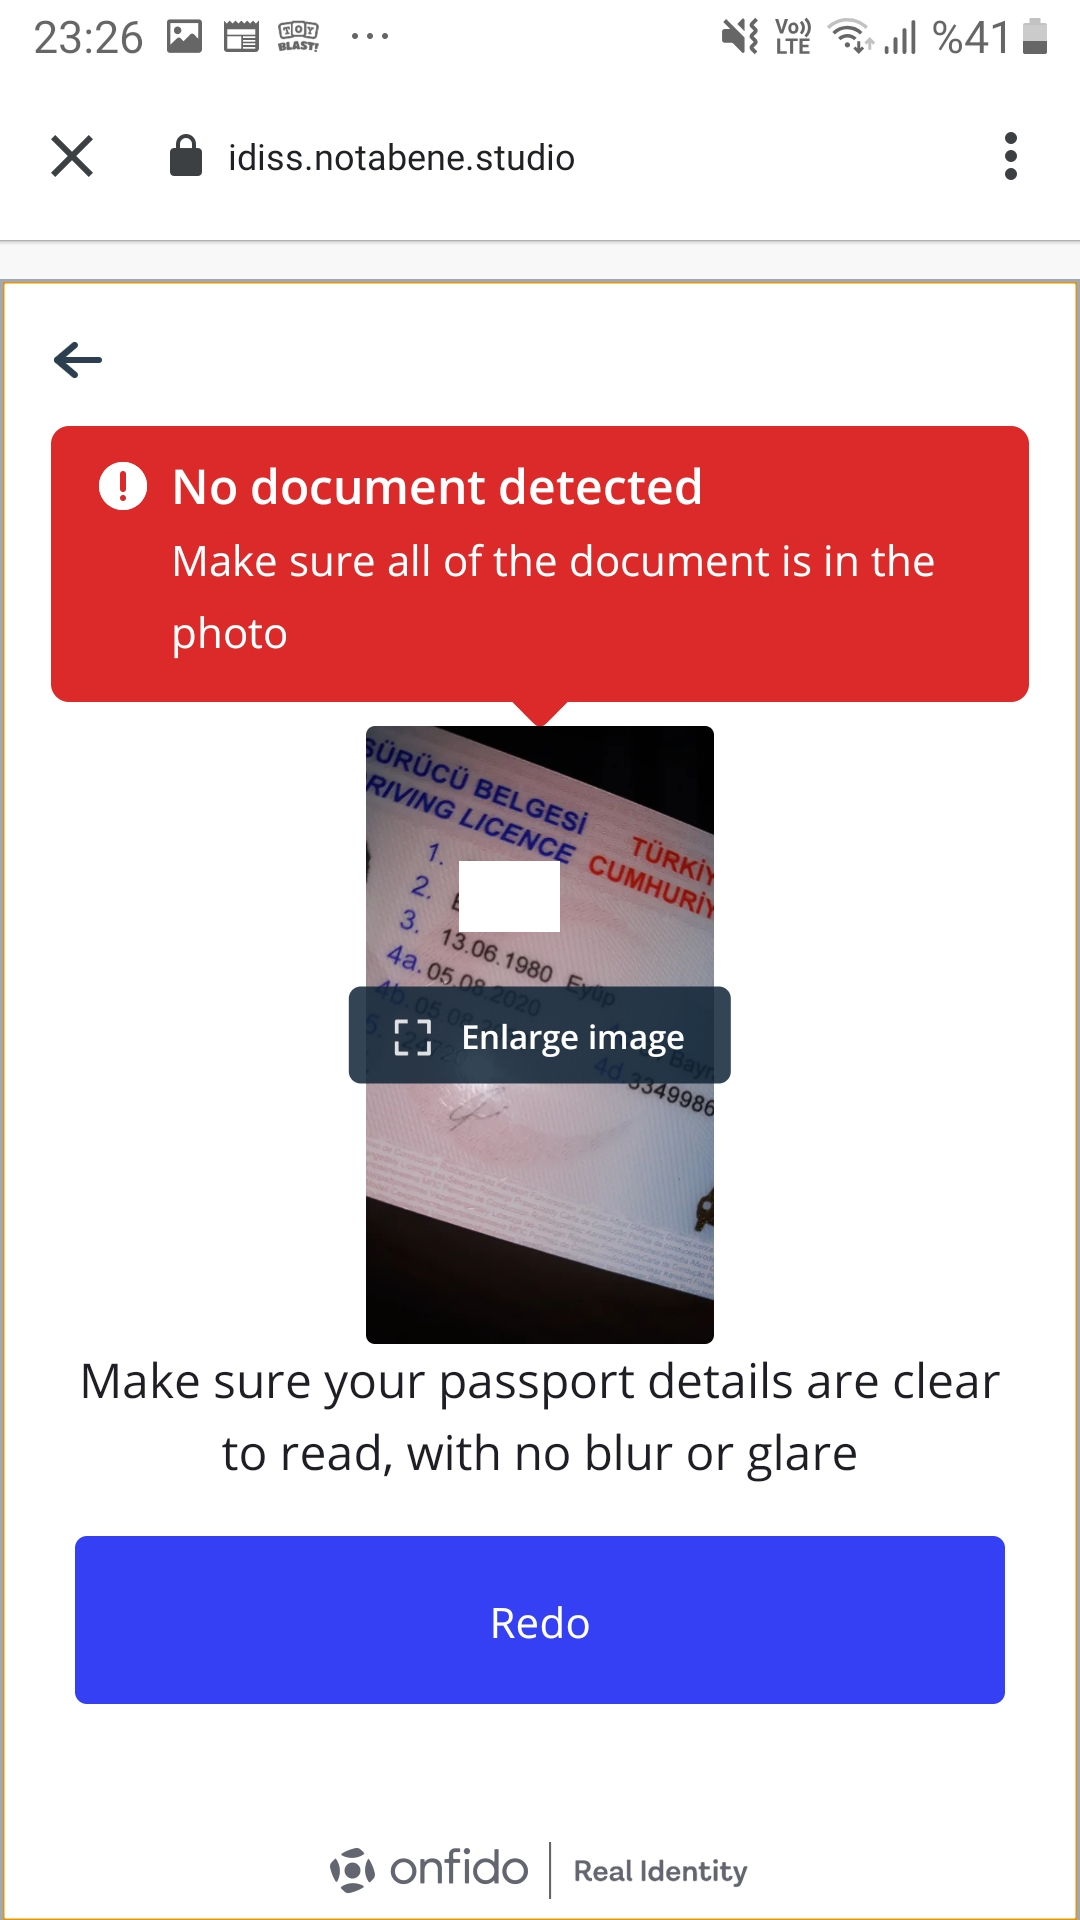 23:26 TOY BLAST! ... Vo)) LTE %41
idiss.notabene.studio
No document detected
Make sure all of the document is in the
photo
SÜRÜCÜ BELGESİ
RIVING LICENCE
TÜRKİY
CUMHURİY
1.
2.
3. 13.06.1980 Eyüp
4a. 05.08.2020
4b. 05.08.2
5.
4d. 3349986
Enlarge image
Make sure your passport details are clear
to read, with no blur or glare
Redo
onfido Real Identity